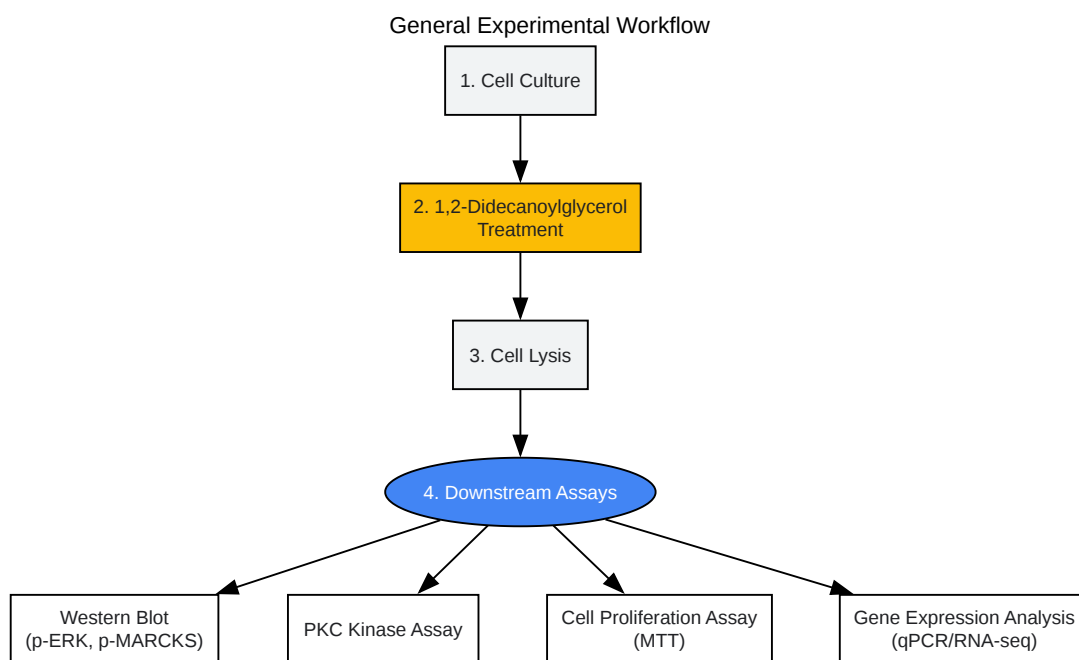 General Experimental Workflow
1. Cell Culture
2. 1,2-Didecanoylglycerol
Treatment
3. Cell Lysis
4. Downstream Assays
Western Blot
(p-ERK, p-MARCKS)
PKC Kinase Assay
Cell Proliferation Assay
(MTT)
Gene Expression Analysis
(qPCR/RNA-seq)